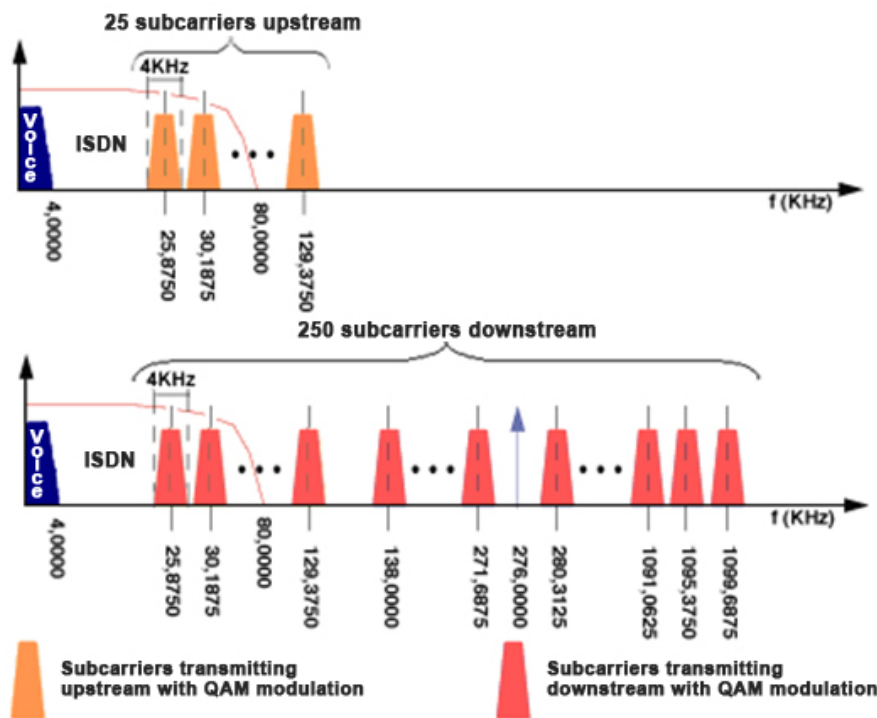 25 subcarriers upstream
4KHz
Voice
ISDN
f (KHz)
4,0000
25,8750
30,1875
80,0000
129,3750
250 subcarriers downstream
4KHz
Voice
ISDN
f (KHz)
4,0000
25,8750
30,1875
80,0000
129,3750
138,0000
271,6875
276,0000
280,3125
1091,0625
1095,3750
1099,6875
Subcarriers transmitting
upstream with QAM modulation
Subcarriers transmitting
downstream with QAM modulation